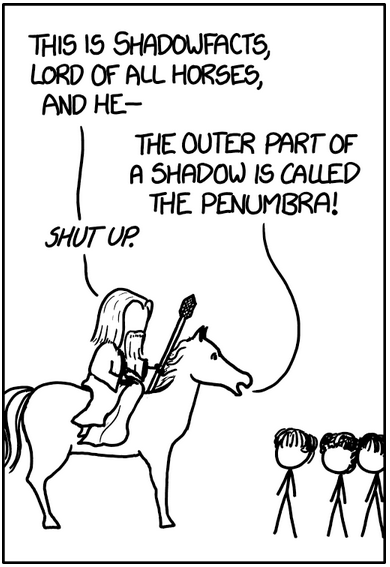 THIS IS SHADOWFACTS,
LORD OF ALL HORSES,
AND HE—
THE OUTER PART OF
A SHADOW IS CALLED
THE PENUMBRA!
SHUT UP.